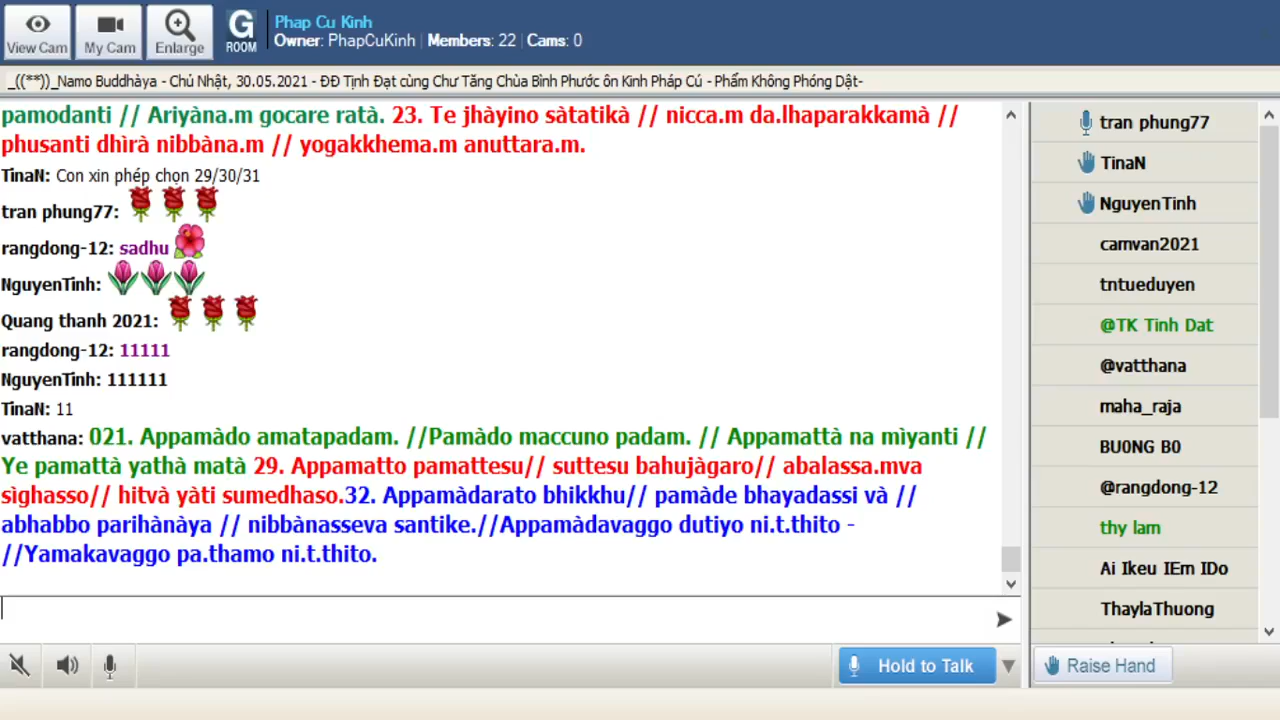 View Cam
My Cam
Enlarge
G
ROOM
Phap Cu Kinh
Owner: PhapCuKinh | Members: 22 | Cams: 0
_((**))_Namo Buddhàya - Chủ Nhật, 30.05.2021 - ĐĐ Tịnh Đạt cùng Chư Tăng Chùa Bình Phước ôn Kinh Pháp Cú - Phẩm Không Phóng Dật-
pamodanti // Ariyàna.m gocare ratà. 23. Te jhàyino sàtatikà // nicca.m da.lhaparakkamà //
phusanti dhìrà nibbàna.m // yogakkhema.m anuttara.m.
TinaN: Con xin phép chọn 29/30/31
tran phung77:
rangdong-12: sadhu
NguyenTinh:
Quang thanh 2021:
rangdong-12: 11111
NguyenTinh: 111111
TinaN: 11
vatthana: 021. Appamàdo amatapadam. //Pamàdo maccuno padam. // Appamattà na mìyanti //
Ye pamattà yathà matà 29. Appamatto pamattesu// suttesu bahujàgaro// abalassa.mva
sìghasso// hitvà yàti sumedhaso.32. Appamàdarato bhikkhu// pamàde bhayadassi và //
abhabbo parihànàya // nibbànasseva santike.//Appamàdavaggo dutiyo ni.t.thito -
//Yamakavaggo pa.thamo ni.t.thito.
tran phung77
TinaN
NguyenTinh
camvan2021
tntueduyen
@TK Tinh Dat
@vatthana
maha_raja
BU0NG B0
@rangdong-12
thy lam
Ai Ikeu IEm IDo
ThaylaThuong
Hold to Talk
Raise Hand